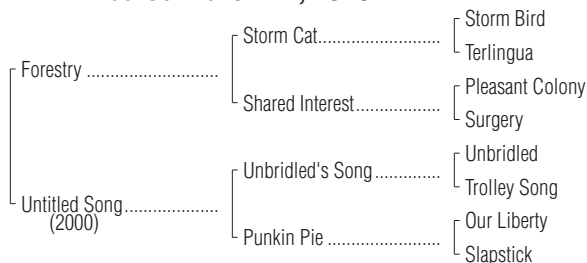 Storm Bird
Storm Cat........................
Terlingua
Forestry ..........................
Pleasant Colony
Shared Interest.................
Surgery
Unbridled
Unbridled's Song.............
Trolley Song
Untitled Song...................
(2000)
Our Liberty
Punkin Pie ......................
Slapstick